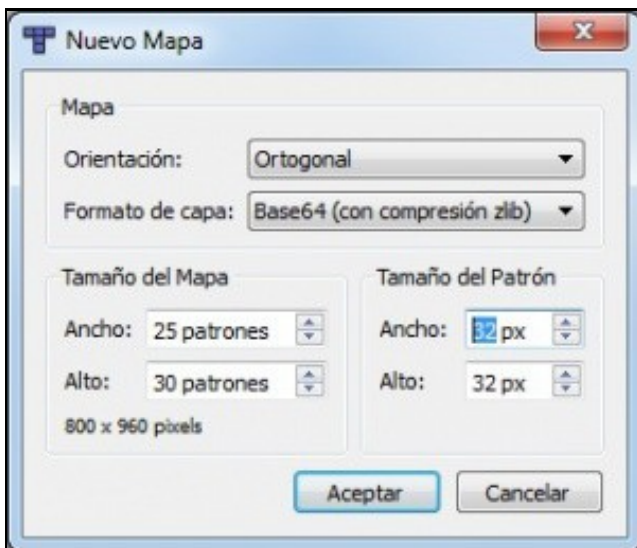 Nuevo Mapa
Mapa
Orientación: Ortogonal
Formato de capa: Base64 (con compresión zlib)
Tamaño del Mapa
Ancho: 25 patrones
Alto: 30 patrones
800 x 960 pixels
Tamaño del Patrón
Ancho: 32 px
Alto: 32 px
Aceptar Cancelar